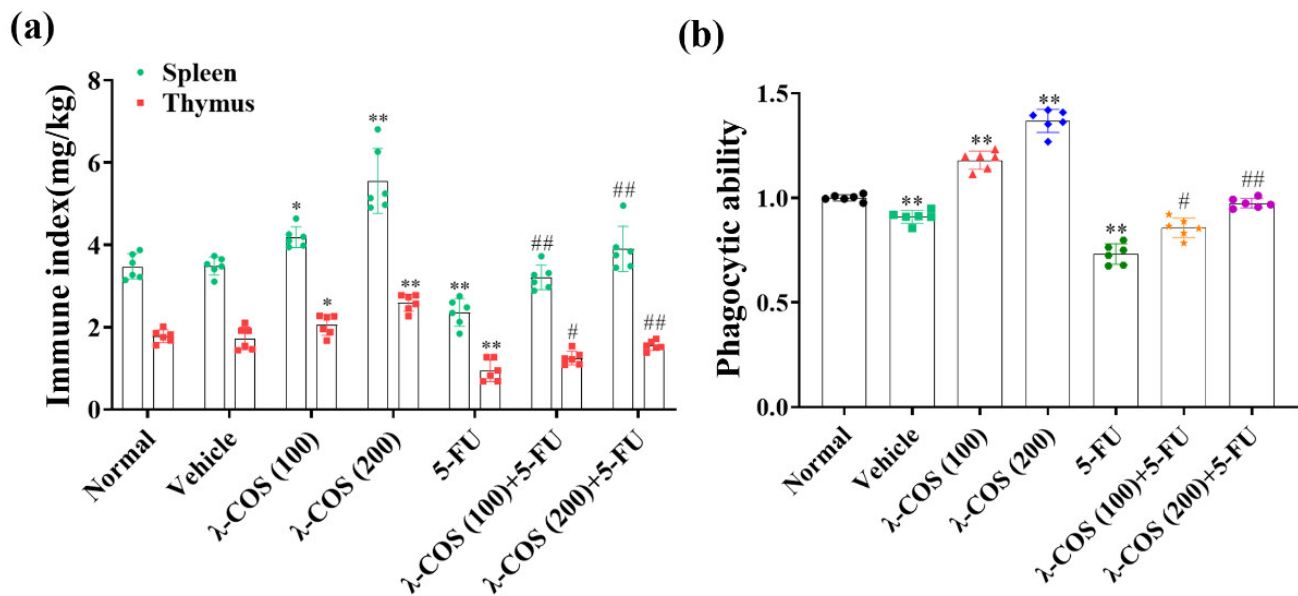 (a)
Immune index(mg/kg)
8
6
4
2
0
Spleen
Thymus
*
*
**
**
**
**
##
#
##
##
Normal
Vehicle
λ-COS (100)
λ-COS (200)
5-FU
λ-COS (100)+5-FU
λ-COS (200)+5-FU
(b)
Phagocytic ability
1.5
1.0
0.5
0.0
**
**
**
**
#
##
Normal
Vehicle
λ-COS (100)
λ-COS (200)
5-FU
λ-COS (100)+5-FU
λ-COS (200)+5-FU